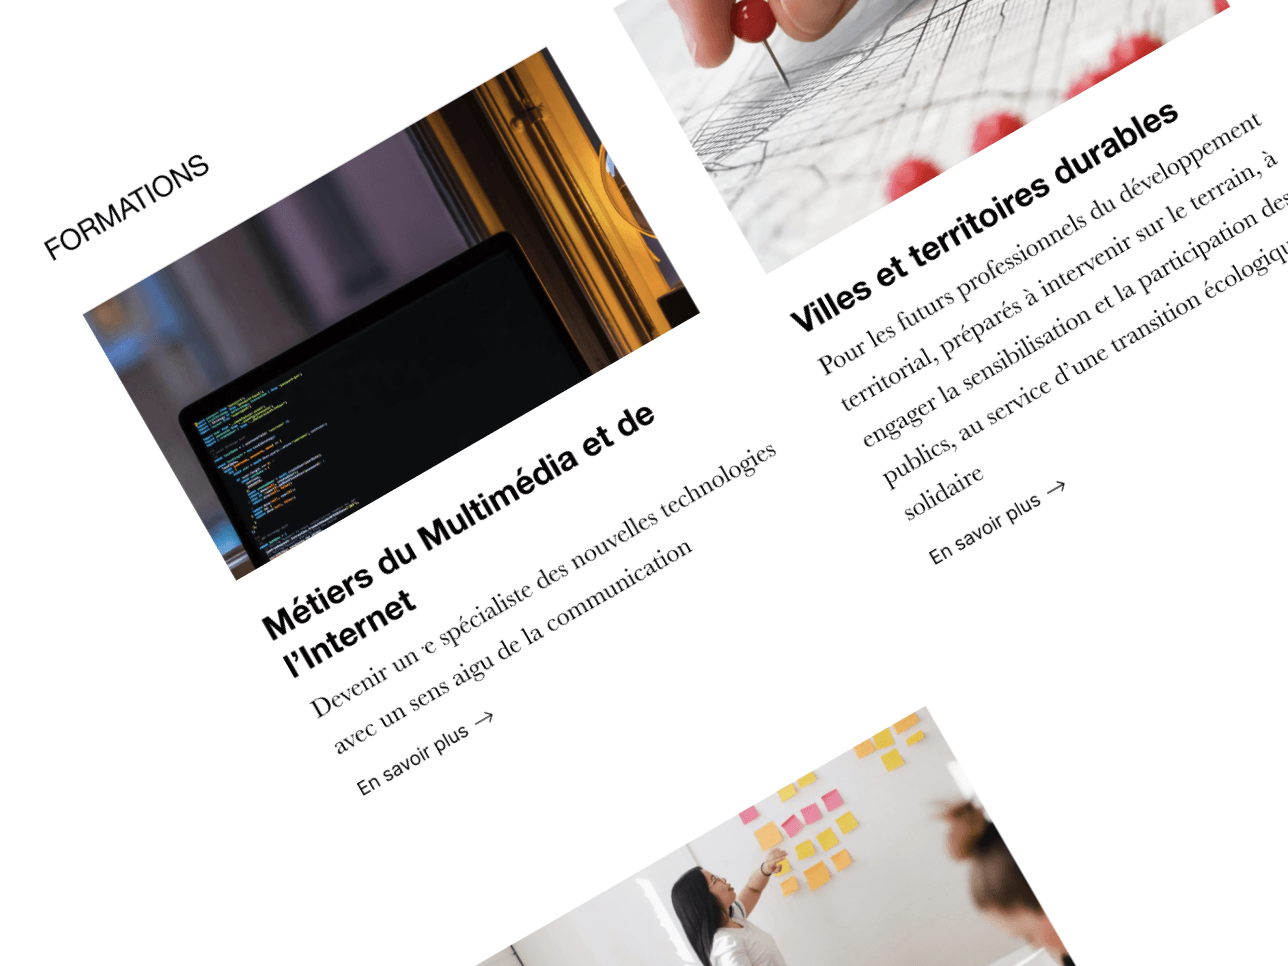 FORMATIONS
Métiers du Multimédia et de
l’Internet
Devenir un·e spécialiste des nouvelles technologies
avec un sens aigu de la communication
En savoir plus →
Villes et territoires durables
Pour les futurs professionnels du développement
territorial, préparés à intervenir sur le terrain, à
engager la sensibilisation et la participation des
publics, au service d’une transition écologique
solidaire
En savoir plus →